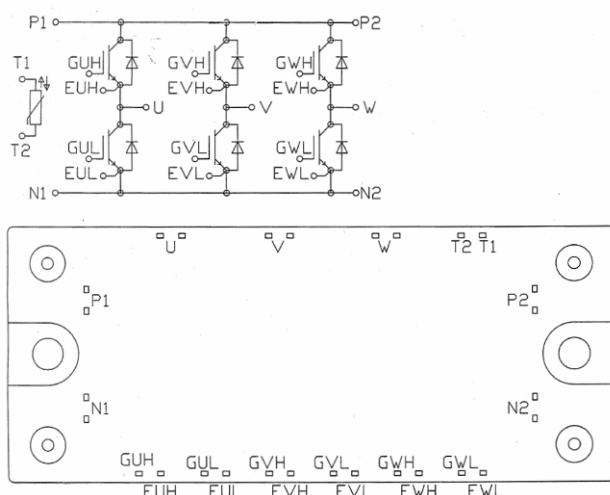 P1 P2
GUH GVH GWH
T1
EUH EVH EWH
U V W
GUL GVL GWL
T2
EUL EVL EWL
N1 N2
U V W T2 T1
P1 P2
N1 N2
GUH GUL GVH GVL GWH GWL
EUH EUL EVH EVL EWH EWL